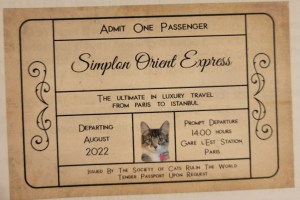 Admit One Passenger
Simplon Orient Express
The ultimate in luxury travel
from Paris to Istanbul
Departing
August
2022
Prompt Departure
14:00 hours
Gare l'Est Station,
Paris
Issued By The Society of Cats Rulin The World
Tender Passport Upon Request